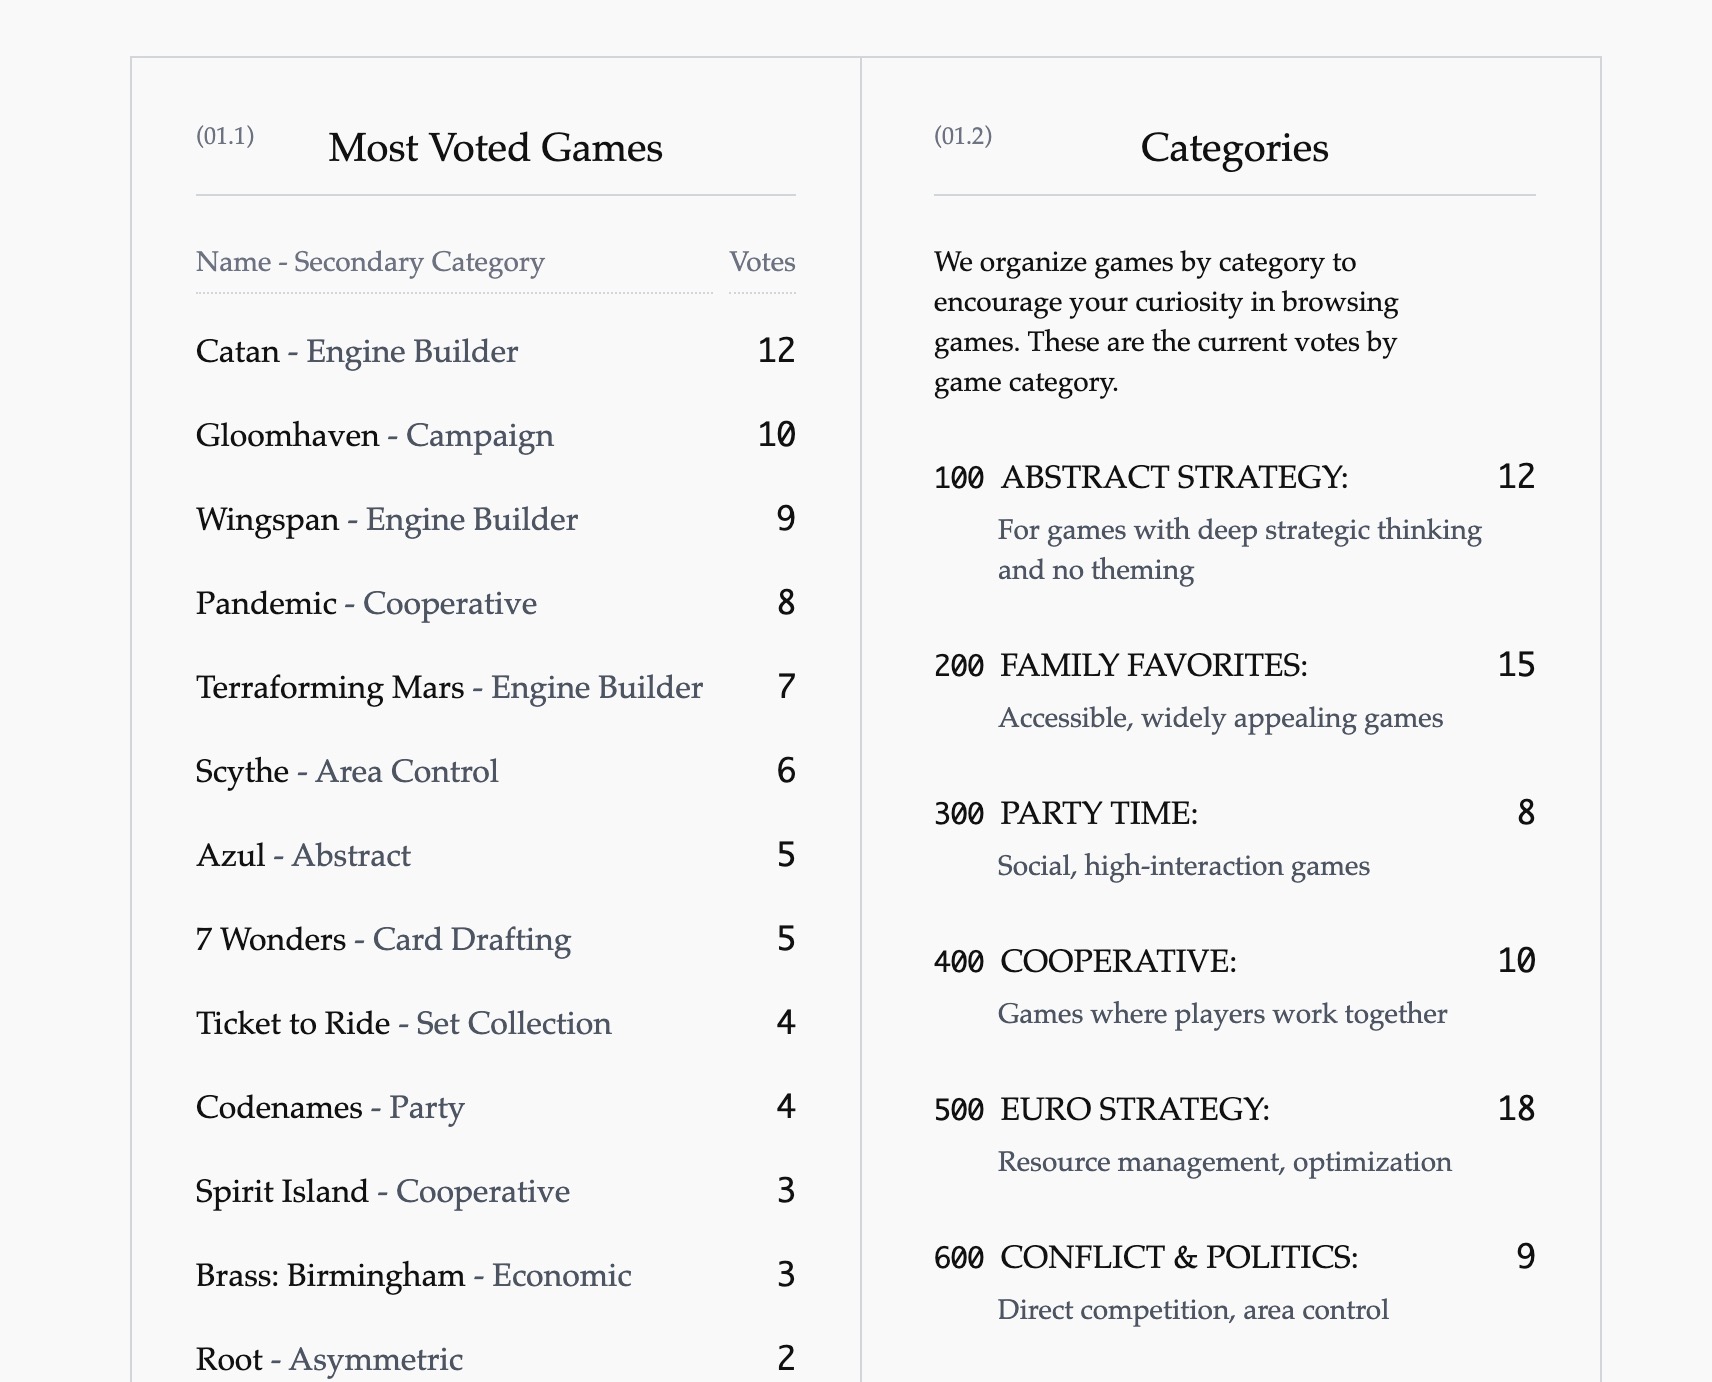 (01.1)
Most Voted Games
Name - Secondary Category Votes
Catan - Engine Builder 12
Gloomhaven - Campaign 10
Wingspan - Engine Builder 9
Pandemic - Cooperative 8
Terraforming Mars - Engine Builder 7
Scythe - Area Control 6
Azul - Abstract 5
7 Wonders - Card Drafting 5
Ticket to Ride - Set Collection 4
Codenames - Party 4
Spirit Island - Cooperative 3
Brass: Birmingham - Economic 3
Root - Asymmetric 2
(01.2)
Categories
We organize games by category to
encourage your curiosity in browsing
games. These are the current votes by
game category.
100 ABSTRACT STRATEGY: 12
For games with deep strategic thinking
and no theming
200 FAMILY FAVORITES: 15
Accessible, widely appealing games
300 PARTY TIME: 8
Social, high-interaction games
400 COOPERATIVE: 10
Games where players work together
500 EURO STRATEGY: 18
Resource management, optimization
600 CONFLICT & POLITICS: 9
Direct competition, area control